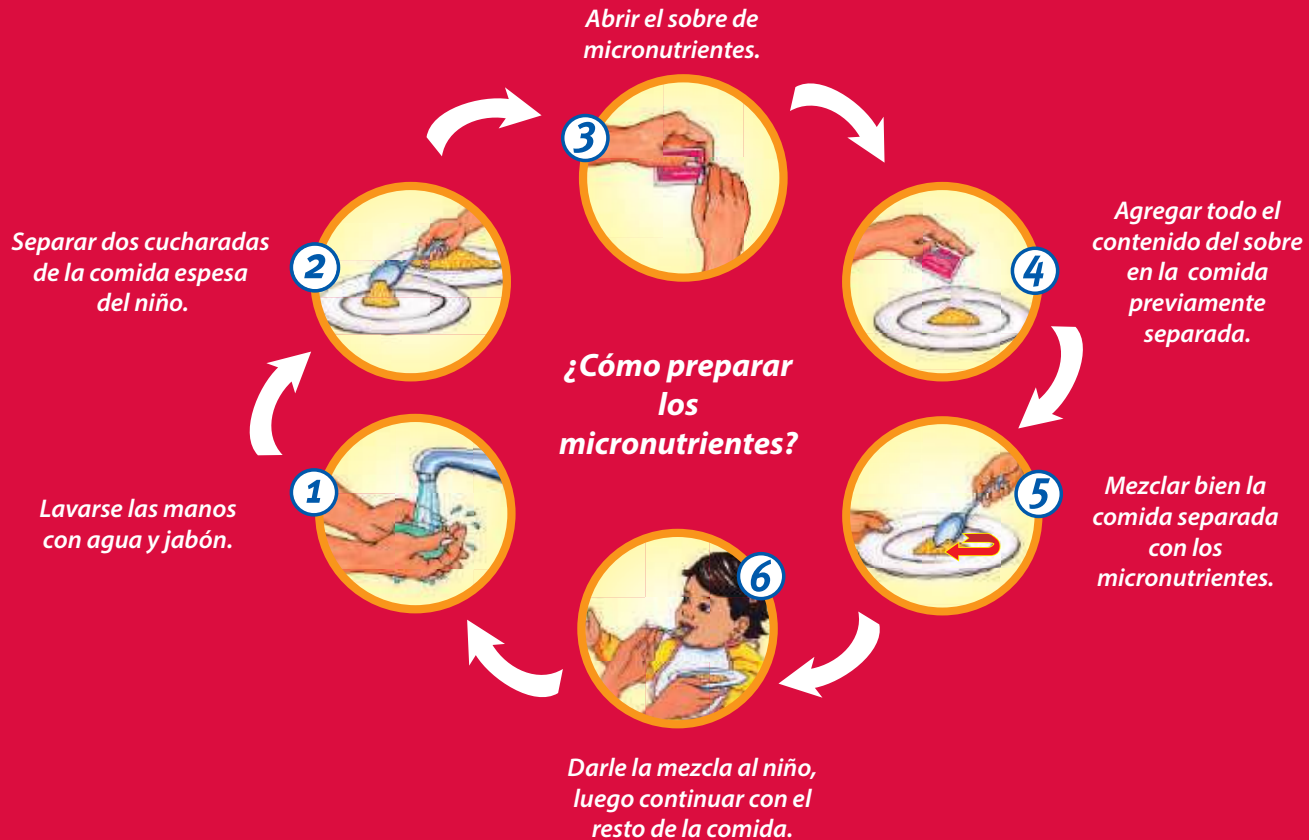 ¿Cómo preparar
los
micronutrientes?
1
Lavarse las manos
con agua y jabón.
2
Separar dos cucharadas
de la comida espesa
del niño.
3
Abrir el sobre de
micronutrientes.
4
Agregar todo el
contenido del sobre
en la comida
previamente
separada.
5
Mezclar bien la
comida separada
con los
micronutrientes.
6
Darle la mezcla al niño,
luego continuar con el
resto de la comida.